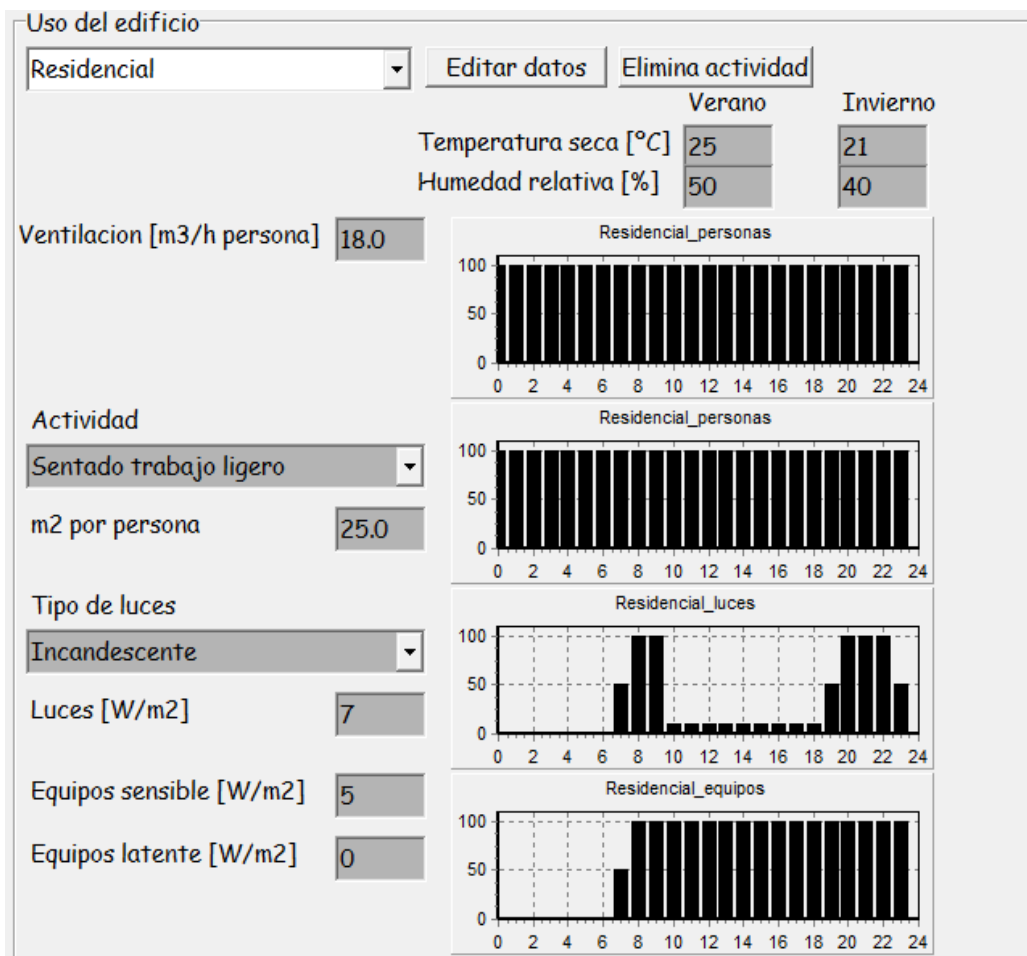 Uso del edificio
Residencial Editar datos Elimina actividad
Verano Invierno
Temperatura seca [ºC] 25 21
Humedad relativa [%] 50 40
Ventilacion [m3/h persona] 18.0
Residencial_personas
100
50
0
0 2 4 6 8 10 12 14 16 18 20 22 24
Actividad
Sentado trabajo ligero
m2 por persona 25.0
Residencial_personas
100
50
0
0 2 4 6 8 10 12 14 16 18 20 22 24
Tipo de luces
Incandescente
Luces [W/m2] 7
Residencial_luces
100
50
0
0 2 4 6 8 10 12 14 16 18 20 22 24
Equipos sensible [W/m2] 5
Equipos latente [W/m2] 0
Residencial_equipos
100
50
0
0 2 4 6 8 10 12 14 16 18 20 22 24